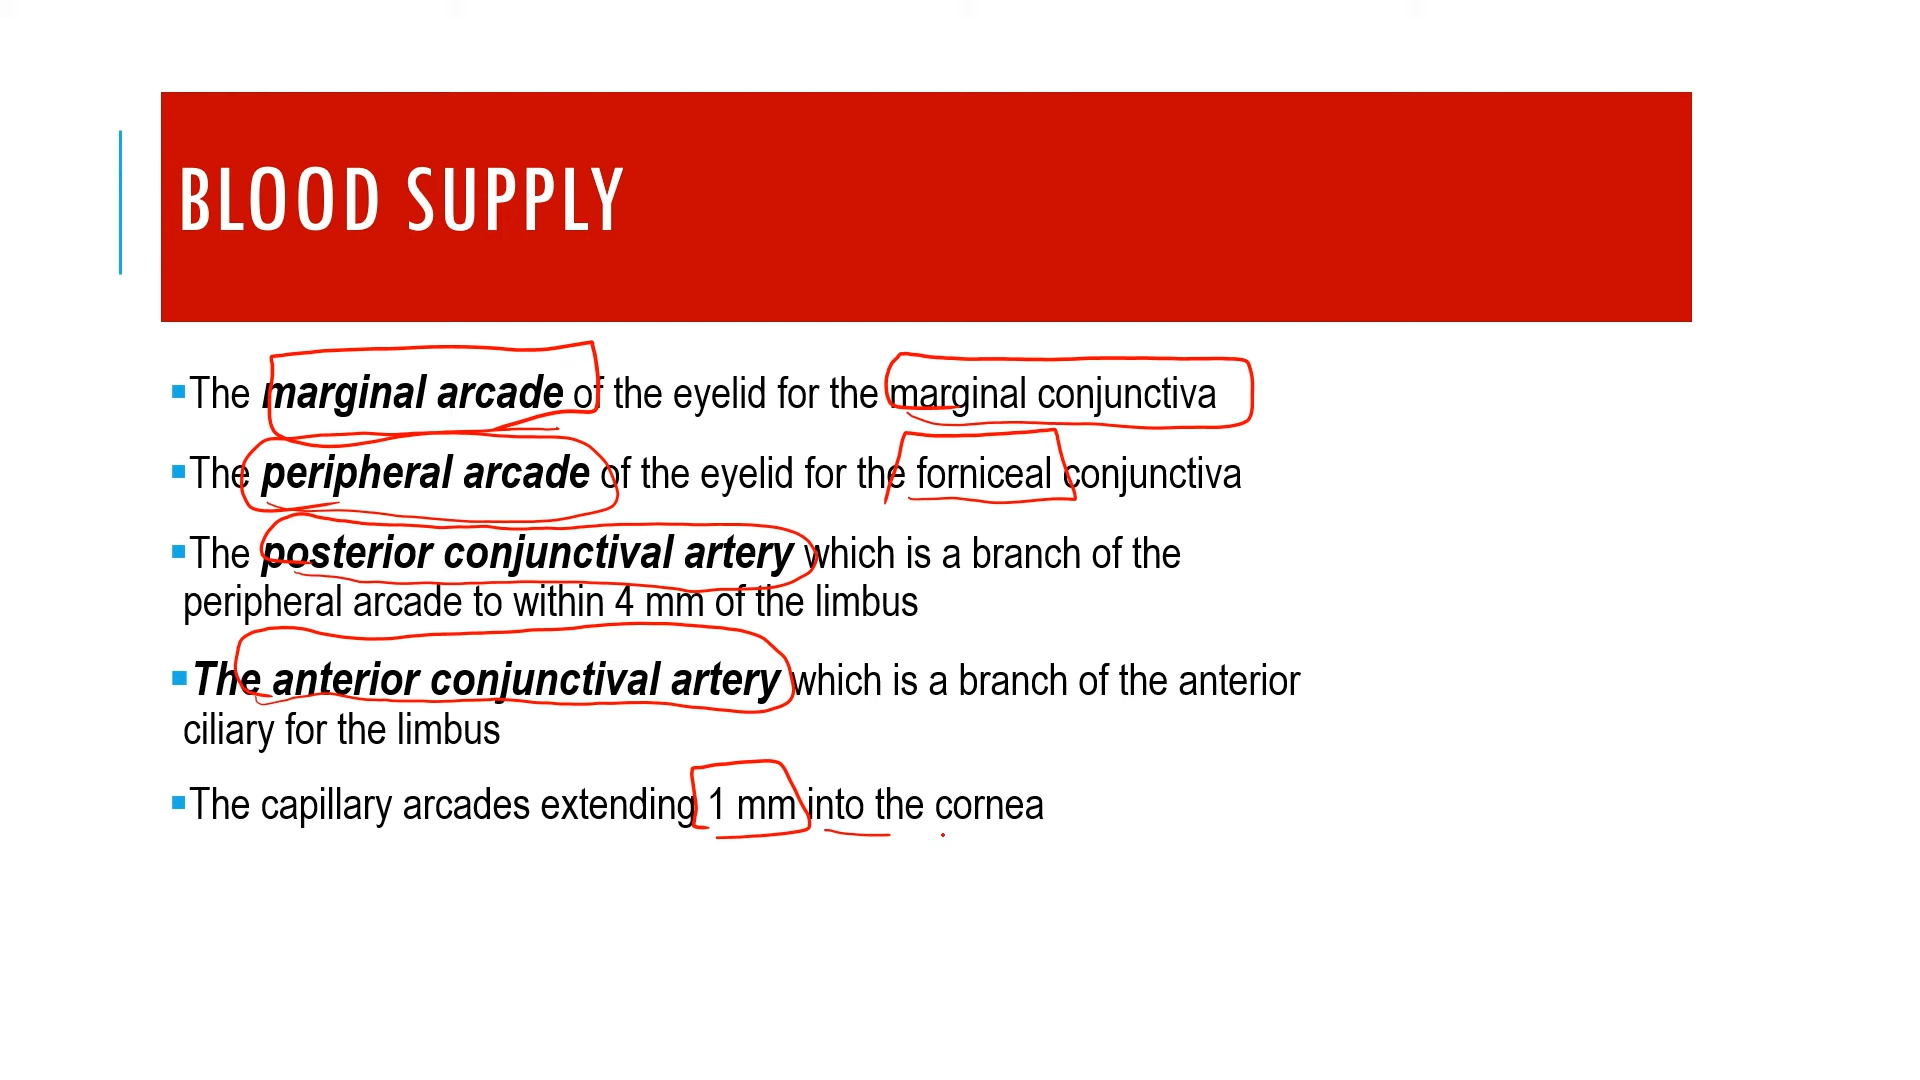 BLOOD SUPPLY
▪The marginal arcade of the eyelid for the marginal conjunctiva
▪The peripheral arcade of the eyelid for the forniceal conjunctiva
▪The posterior conjunctival artery which is a branch of the
peripheral arcade to within 4 mm of the limbus
▪The anterior conjunctival artery which is a branch of the anterior
ciliary for the limbus
▪The capillary arcades extending 1 mm into the cornea